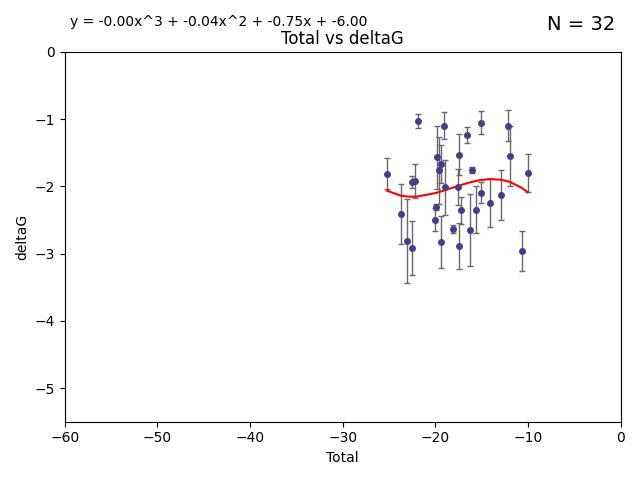 y = -0.00x^3 + -0.04x^2 + -0.75x + -6.00
N = 32
Total vs deltaG
0
−1
−2
−3
−4
−5
deltaG
−60 −50 −40 −30 −20 −10 0
Total